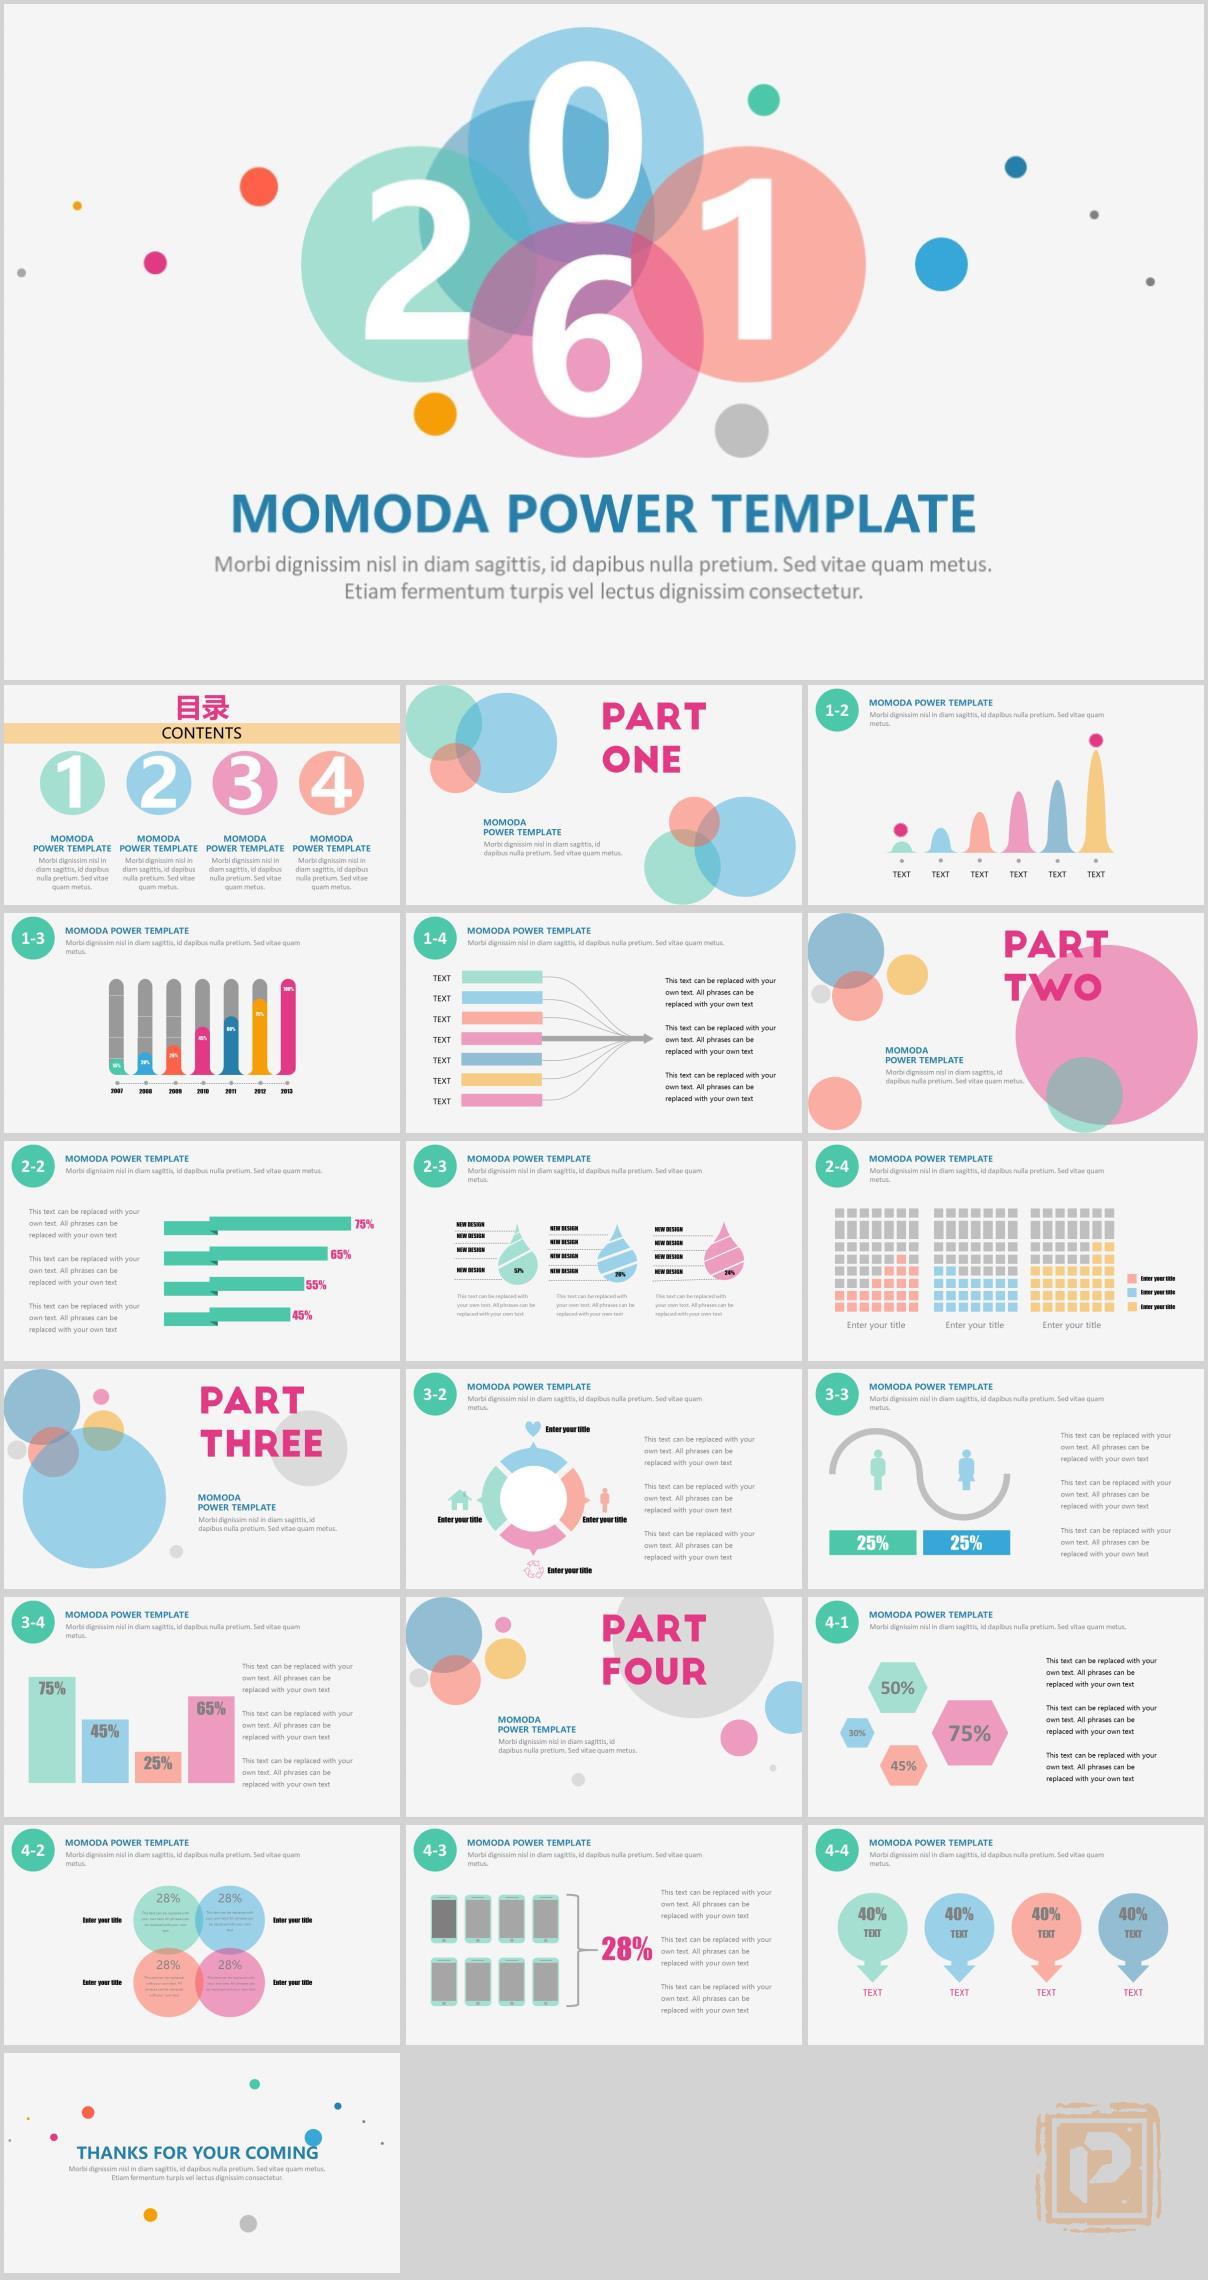 2 0 1 6
MOMODA POWER TEMPLATE
Morbi dignissim nisl in diam sagittis, id dapibus nulla pretium. Sed vitae quam metus.
Etiam fermentum turpis vel lectus dignissim consectetur.
目录
CONTENTS
1 2 3 4
MOMODA MOMODA MOMODA MOMODA
POWER TEMPLATE POWER TEMPLATE POWER TEMPLATE POWER TEMPLATE
Morbi dignissim nisl in Morbi dignissim nisl in Morbi dignissim nisl in Morbi dignissim nisl in
diam sagittis, id dapibus diam sagittis, id dapibus diam sagittis, id dapibus diam sagittis, id dapibus
nulla pretium. Sed vitae nulla pretium. Sed vitae nulla pretium. Sed vitae nulla pretium. Sed vitae
quam metus. quam metus. quam metus. quam metus.
PART
ONE
MOMODA
POWER TEMPLATE
Morbi dignissim nisl in diam sagittis, id
dapibus nulla pretium. Sed vitae quam metus.
1-2
MOMODA POWER TEMPLATE
Morbi dignissim nisl in diam sagittis, id dapibus nulla pretium. Sed vitae quam
metus.
TEXT TEXT TEXT TEXT TEXT TEXT
1-3
MOMODA POWER TEMPLATE
Morbi dignissim nisl in diam sagittis, id dapibus nulla pretium. Sed vitae quam
metus.
100%
75%
60%
45%
2007 2008 2009 2010 2011 2012 2013
1-4
MOMODA POWER TEMPLATE
Morbi dignissim nisl in diam sagittis, id dapibus nulla pretium. Sed vitae quam metus.
TEXT
TEXT
TEXT
TEXT
TEXT
TEXT
TEXT
This text can be replaced with your
own text. All phrases can be
replaced with your own text
This text can be replaced with your
own text. All phrases can be
replaced with your own text
This text can be replaced with your
own text. All phrases can be
replaced with your own text
PART
TWO
MOMODA
POWER TEMPLATE
Morbi dignissim nisl in diam sagittis, id
dapibus nulla pretium. Sed vitae quam metus.
2-2
MOMODA POWER TEMPLATE
Morbi dignissim nisl in diam sagittis, id dapibus nulla pretium. Sed vitae quam metus.
This text can be replaced with your
own text. All phrases can be
replaced with your own text
This text can be replaced with your
own text. All phrases can be
replaced with your own text
This text can be replaced with your
own text. All phrases can be
replaced with your own text
75%
65%
55%
45%
2-3
MOMODA POWER TEMPLATE
Morbi dignissim nisl in diam sagittis, id dapibus nulla pretium. Sed vitae quam
metus.
NEW DESIGN NEW DESIGN NEW DESIGN
NEW DESIGN NEW DESIGN NEW DESIGN
NEW DESIGN NEW DESIGN NEW DESIGN
NEW DESIGN 57% NEW DESIGN 26% NEW DESIGN 24%
This text can be replaced with This text can be replaced with This text can be replaced with
your own text. All phrases can be your own text. All phrases can be your own text. All phrases can be
replaced with your own text replaced with your own text replaced with your own text
2-4
MOMODA POWER TEMPLATE
Morbi dignissim nisl in diam sagittis, id dapibus nulla pretium. Sed vitae quam
metus.
Enter your title
Enter your title
Enter your title
Enter your title Enter your title Enter your title
PART
THREE
MOMODA
POWER TEMPLATE
Morbi dignissim nisl in diam sagittis, id
dapibus nulla pretium. Sed vitae quam metus.
3-2
MOMODA POWER TEMPLATE
Morbi dignissim nisl in diam sagittis, id dapibus nulla pretium. Sed vitae quam
metus.
Enter your title
Enter your title Enter your title
Enter your title
This text can be replaced with your
own text. All phrases can be
replaced with your own text
This text can be replaced with your
own text. All phrases can be
replaced with your own text
This text can be replaced with your
own text. All phrases can be
replaced with your own text
3-3
MOMODA POWER TEMPLATE
Morbi dignissim nisl in diam sagittis, id dapibus nulla pretium. Sed vitae quam
metus.
25% 25%
This text can be replaced with your
own text. All phrases can be
replaced with your own text
This text can be replaced with your
own text. All phrases can be
replaced with your own text
This text can be replaced with your
own text. All phrases can be
replaced with your own text
3-4
MOMODA POWER TEMPLATE
Morbi dignissim nisl in diam sagittis, id dapibus nulla pretium. Sed vitae quam
metus.
75% 45% 25% 65%
This text can be replaced with your
own text. All phrases can be
replaced with your own text
This text can be replaced with your
own text. All phrases can be
replaced with your own text
This text can be replaced with your
own text. All phrases can be
replaced with your own text
PART
FOUR
MOMODA
POWER TEMPLATE
Morbi dignissim nisl in diam sagittis, id
dapibus nulla pretium. Sed vitae quam metus.
4-1
MOMODA POWER TEMPLATE
Morbi dignissim nisl in diam sagittis, id dapibus nulla pretium. Sed vitae quam metus.
50%
30%
75%
45%
This text can be replaced with your
own text. All phrases can be
replaced with your own text
This text can be replaced with your
own text. All phrases can be
replaced with your own text
This text can be replaced with your
own text. All phrases can be
replaced with your own text
4-2
MOMODA POWER TEMPLATE
Morbi dignissim nisl in diam sagittis, id dapibus nulla pretium. Sed vitae quam
metus.
28% 28%
Enter your title Enter your title
28% 28%
Enter your title Enter your title
4-3
MOMODA POWER TEMPLATE
Morbi dignissim nisl in diam sagittis, id dapibus nulla pretium. Sed vitae quam
metus.
28%
This text can be replaced with your
own text. All phrases can be
replaced with your own text
This text can be replaced with your
own text. All phrases can be
replaced with your own text
This text can be replaced with your
own text. All phrases can be
replaced with your own text
4-4
MOMODA POWER TEMPLATE
Morbi dignissim nisl in diam sagittis, id dapibus nulla pretium. Sed vitae quam
metus.
40% 40% 40% 40%
TEXT TEXT TEXT TEXT
TEXT TEXT TEXT TEXT
THANKS FOR YOUR COMING
Morbi dignissim nisl in diam sagittis, id dapibus nulla pretium. Sed vitae quam metus.
Etiam fermentum turpis vel lectus dignissim consectetur.